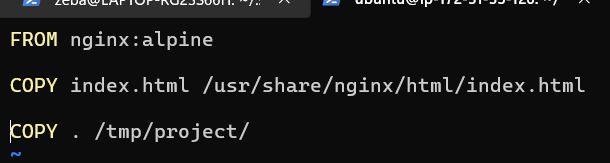 FROM nginx:alpine
COPY index.html /usr/share/nginx/html/index.html
COPY . /tmp/project/
~